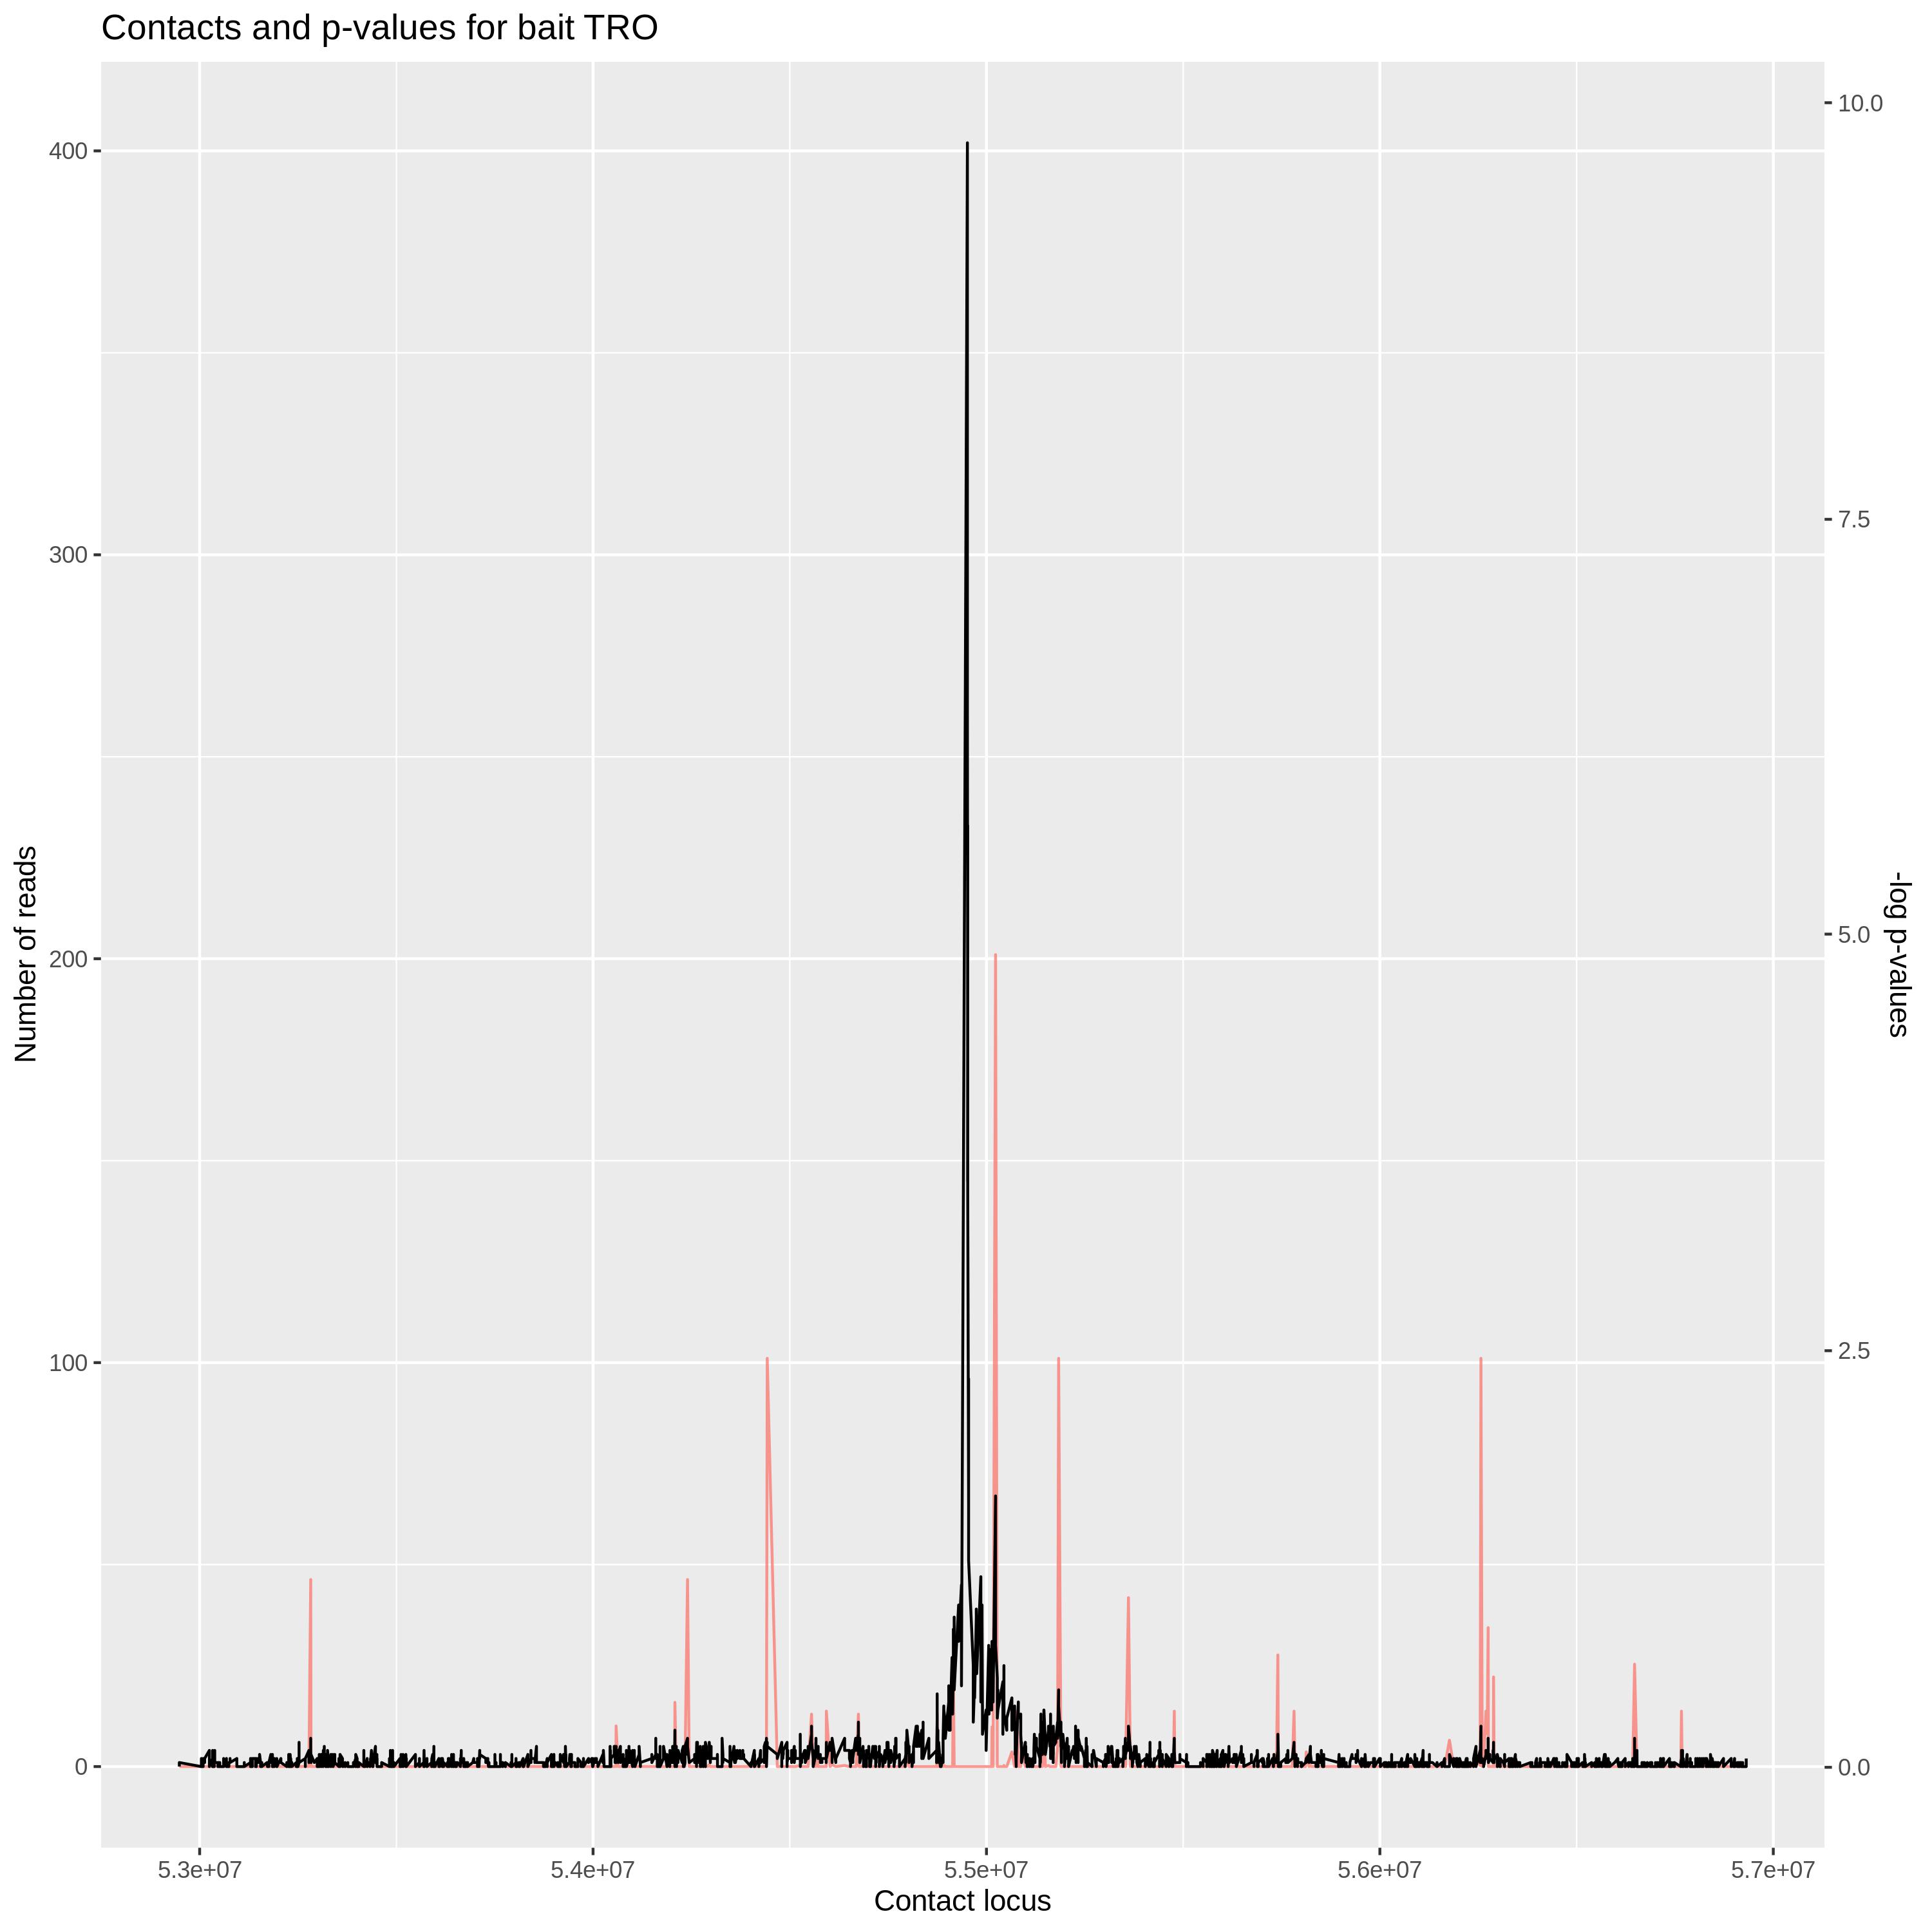 Contacts and p-values for bait TRO
400
300
200
100
0
Number of reads
10.0
7.5
5.0
2.5
0.0
-log p-values
5.3e+07
5.4e+07
5.5e+07
5.6e+07
5.7e+07
Contact locus